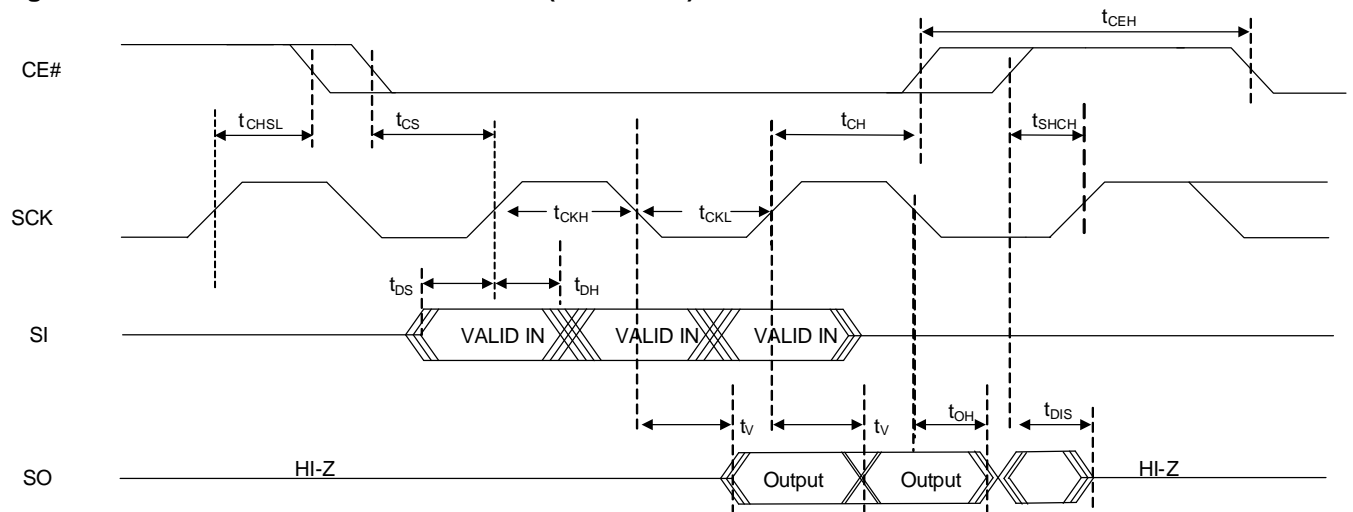 tCEH
CE#
tCHSL
tCS
tCH
tSHCH
SCK
tCKH
tCKL
tDS
tDH
SI
VALID IN
VALID IN
VALID IN
tV
tV
tOH
tDIS
SO
HI-Z
Output
Output
HI-Z